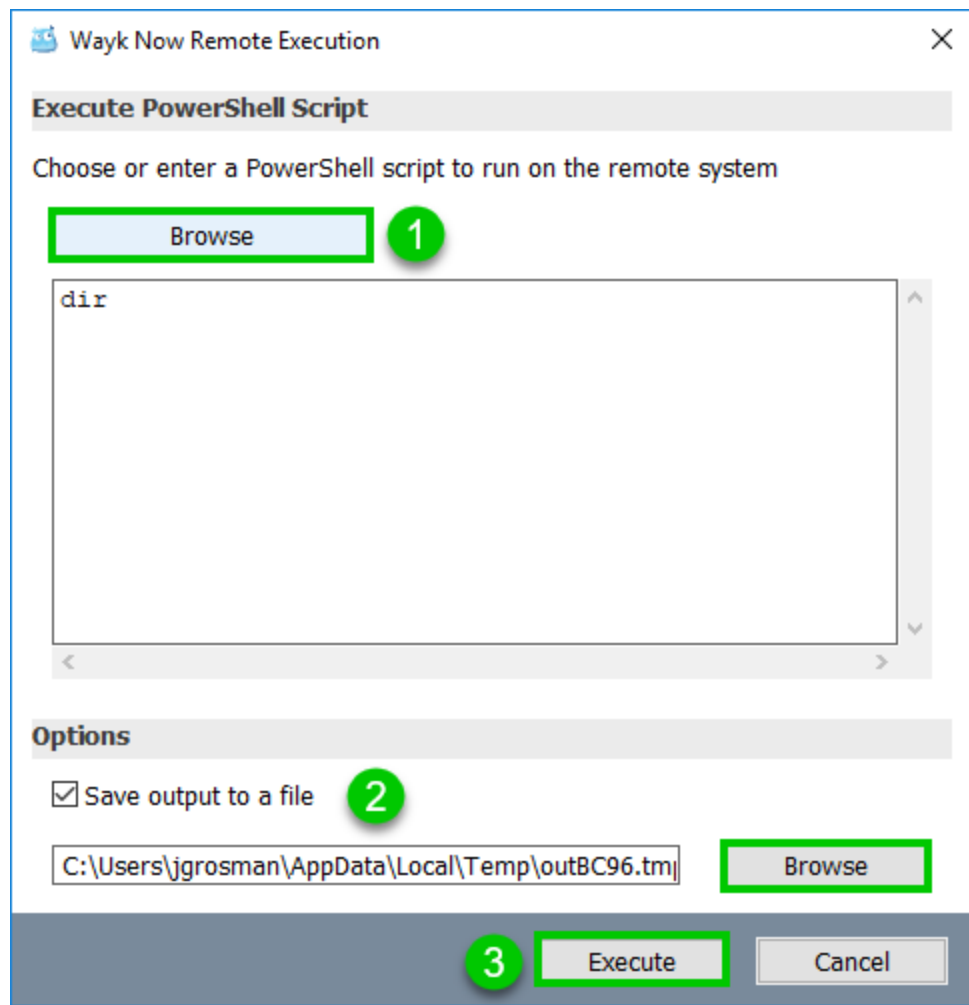 Wayk Now Remote Execution
Execute PowerShell Script
Choose or enter a PowerShell script to run on the remote system
Browse 1
dir
Options
Save output to a file 2
C:\Users\jgrosman\AppData\Local\Temp\outBC96.tmp Browse
3 Execute Cancel